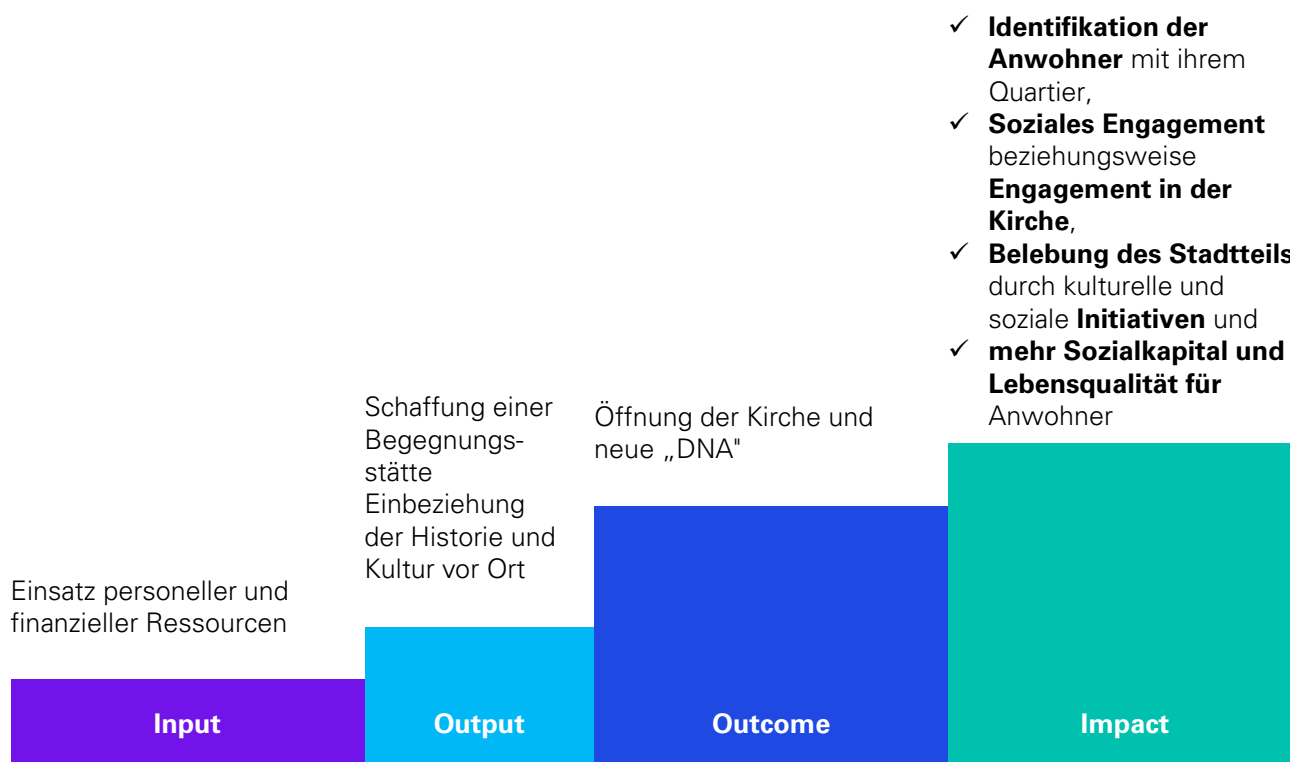 Einsatz personeller und
finanzieller Ressourcen
Input
Schaffung einer
Begegnungs-
stätte
Einbeziehung
der Historie und
Kultur vor Ort
Output
Öffnung der Kirche und
neue „DNA"
Outcome
✓ Identifikation der
Anwohner mit ihrem
Quartier,
✓ Soziales Engagement
beziehungsweise
Engagement in der
Kirche,
✓ Belebung des Stadtteils
durch kulturelle und
soziale Initiativen und
✓ mehr Sozialkapital und
Lebensqualität für
Anwohner
Impact